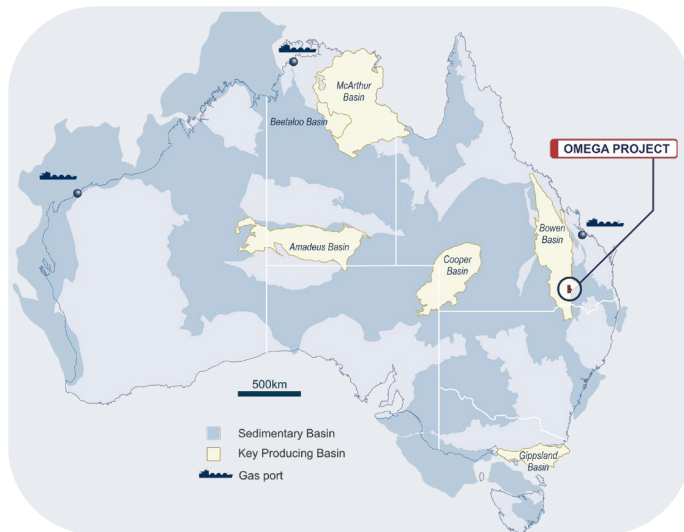 McArthur
Basin
Beetaloo Basin
OMEGA PROJECT
Bowen
Basin
Amadeus Basin
Cooper
Basin
500km
Sedimentary Basin
Key Producing Basin
Gas port
Gippsland
Basin